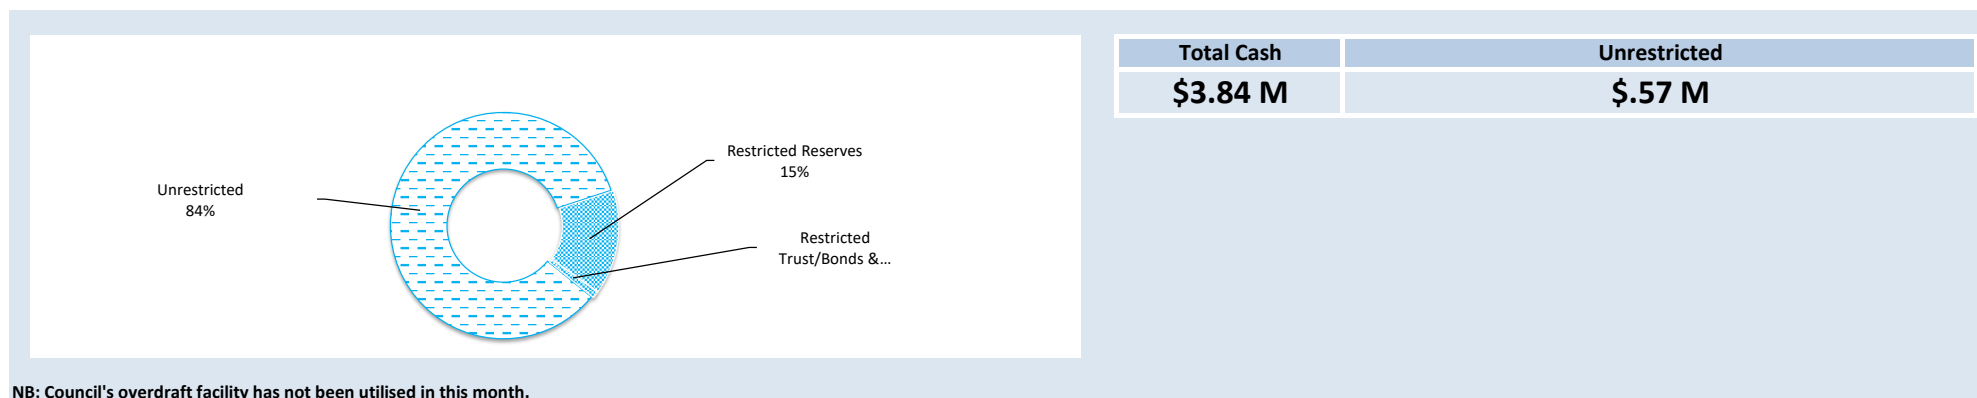 Total Cash
Unrestricted
$3.84 M
$.57 M
Restricted Reserves
15%
Unrestricted
84%
Restricted
Trust/Bonds &...
NB: Council's overdraft facility has not been utilised in this month.